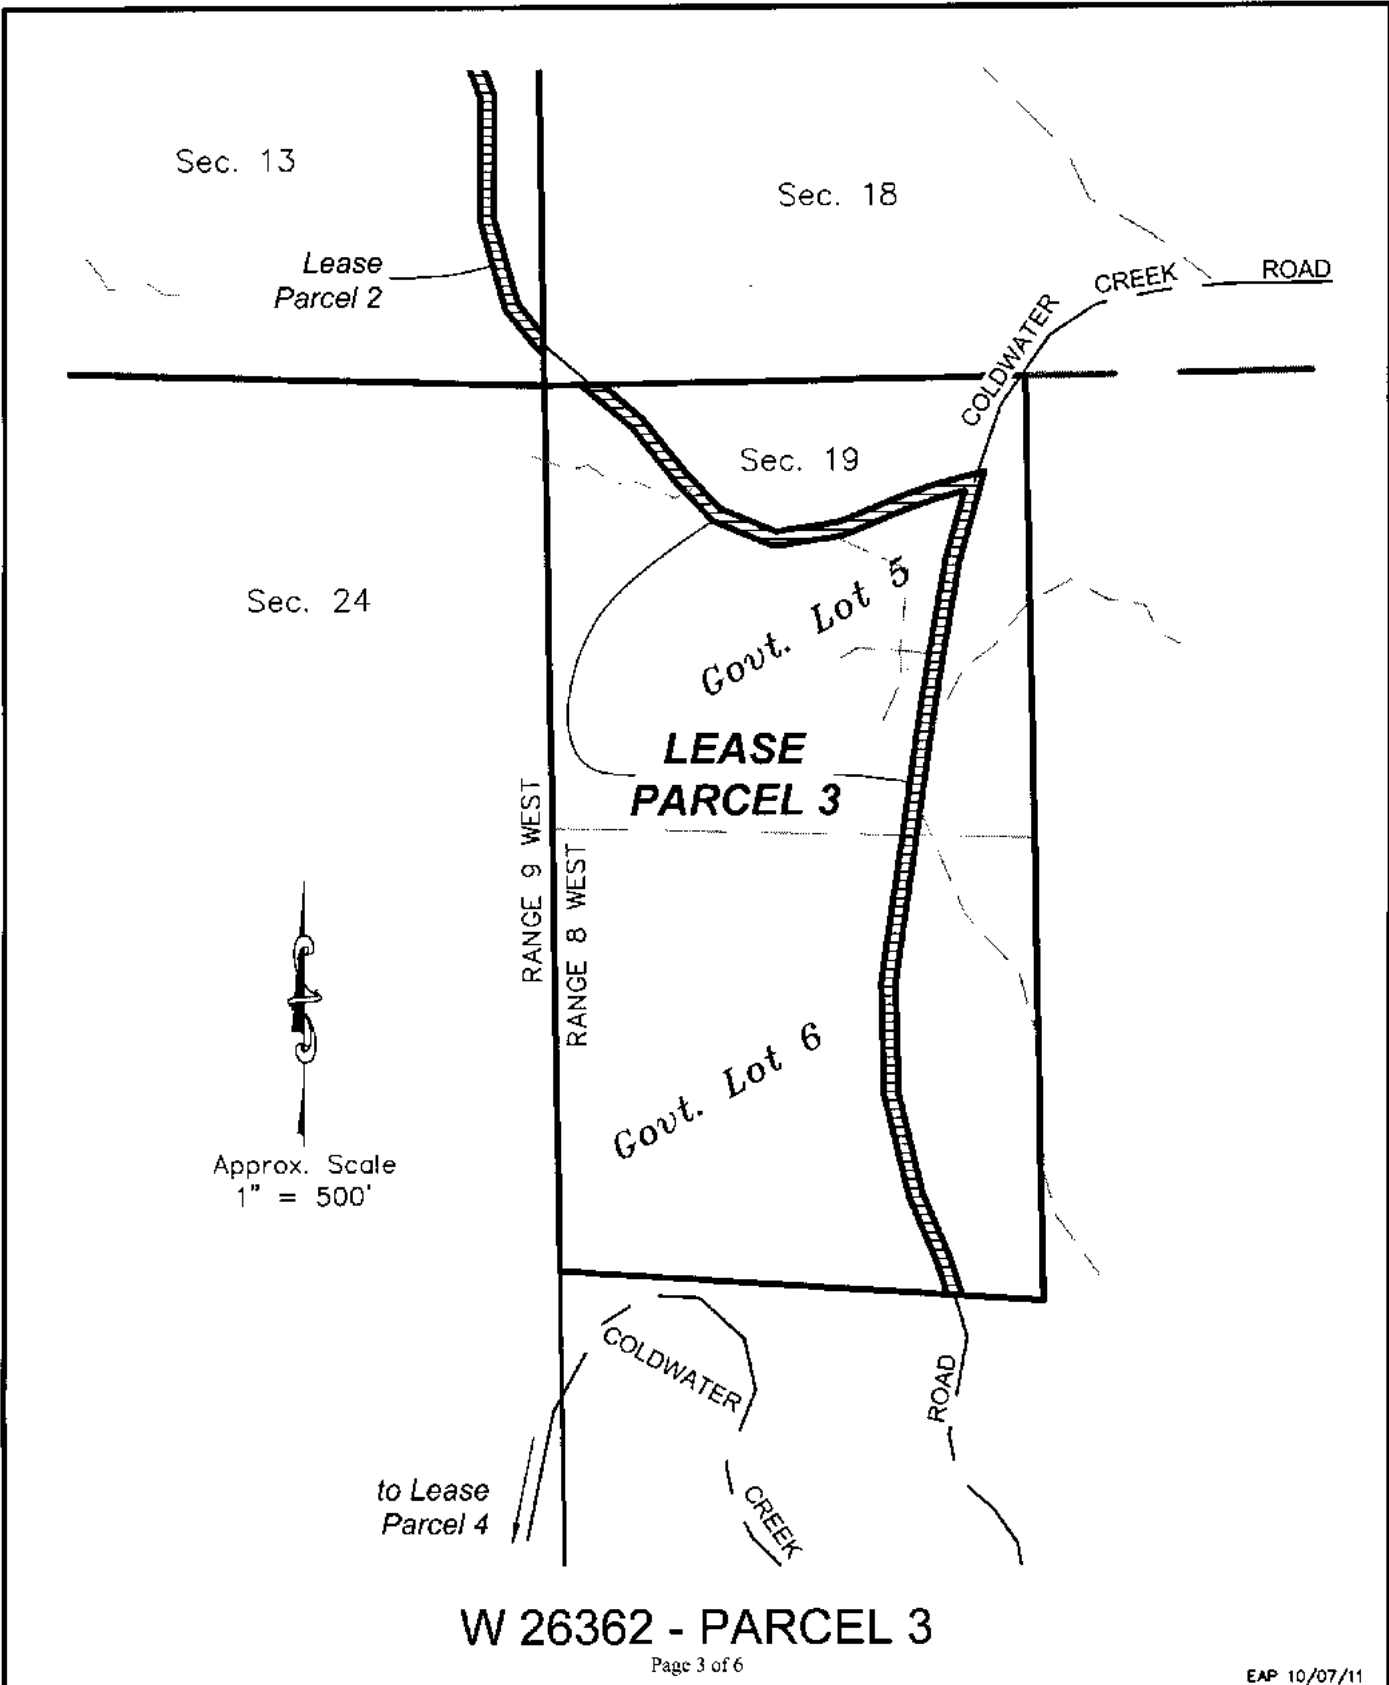 Sec. 13
Sec. 18
Lease
Parcel 2
COLDWATER CREEK ROAD
Sec. 19
Sec. 24
Govt. Lot 5
LEASE
PARCEL 3
RANGE 9 WEST
RANGE 8 WEST
Govt. Lot 6
Approx. Scale
1" = 500'
COLDWATER
CREEK
ROAD
to Lease
Parcel 4
W 26362 - PARCEL 3
Page 3 of 6
EAP 10/07/11